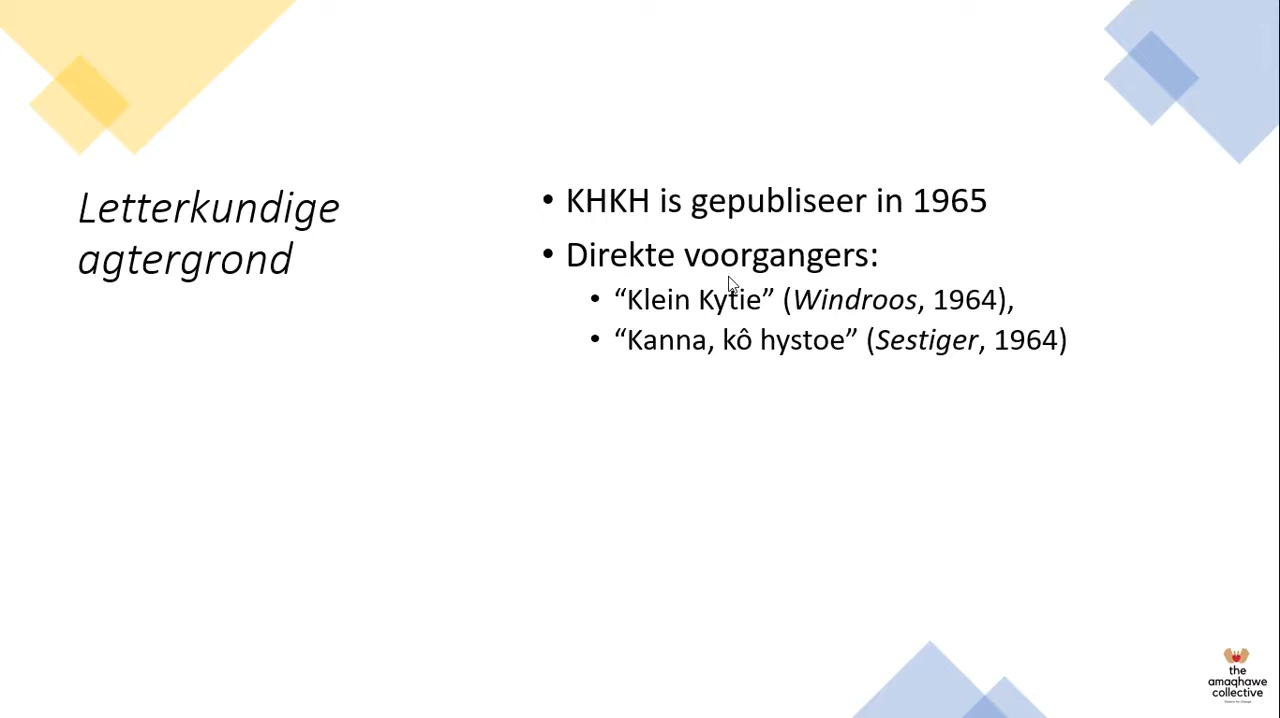 Letterkundige
agtergrond
• KHKH is gepubliseer in 1965
• Direkte voorgangers:
• “Klein Kytie” (Windroos, 1964),
• “Kanna, kô hystoe” (Sestiger, 1964)
the
amaqhawe
collective